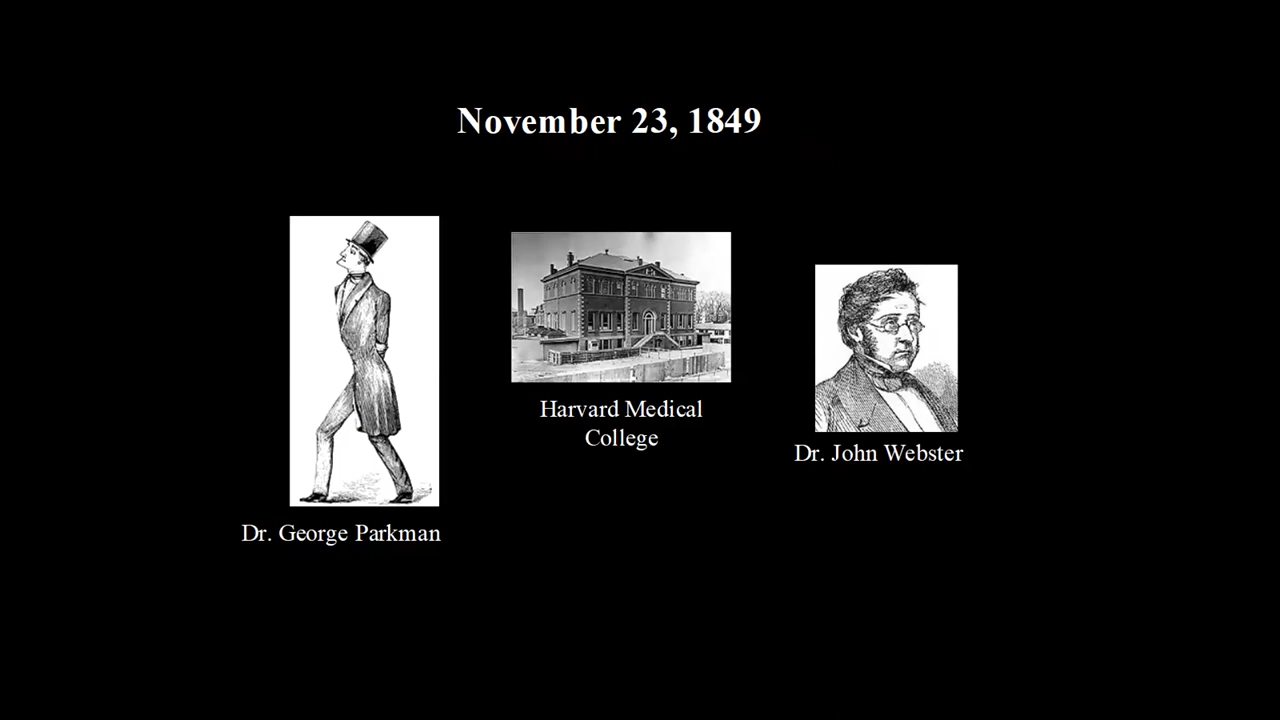 November 23, 1849
Harvard Medical
College
Dr. John Webster
Dr. George Parkman